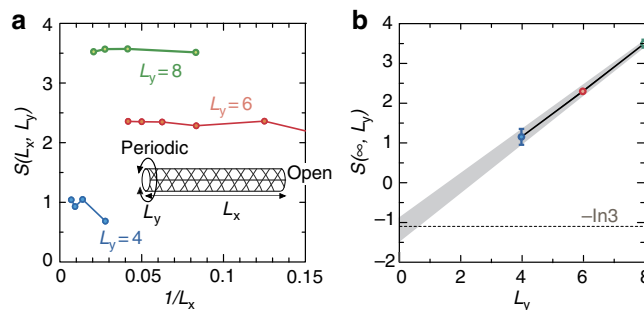 a
b
S(Lx, Ly)
4
3
2
1
0
Ly = 8
Ly = 6
Periodic
Open
Ly
Lx
Ly = 4
0
0.05
0.10
0.15
1/Lx
S(∞, Ly)
4
3
2
1
0
−1
−2
−ln3
0
2
4
6
8
Ly